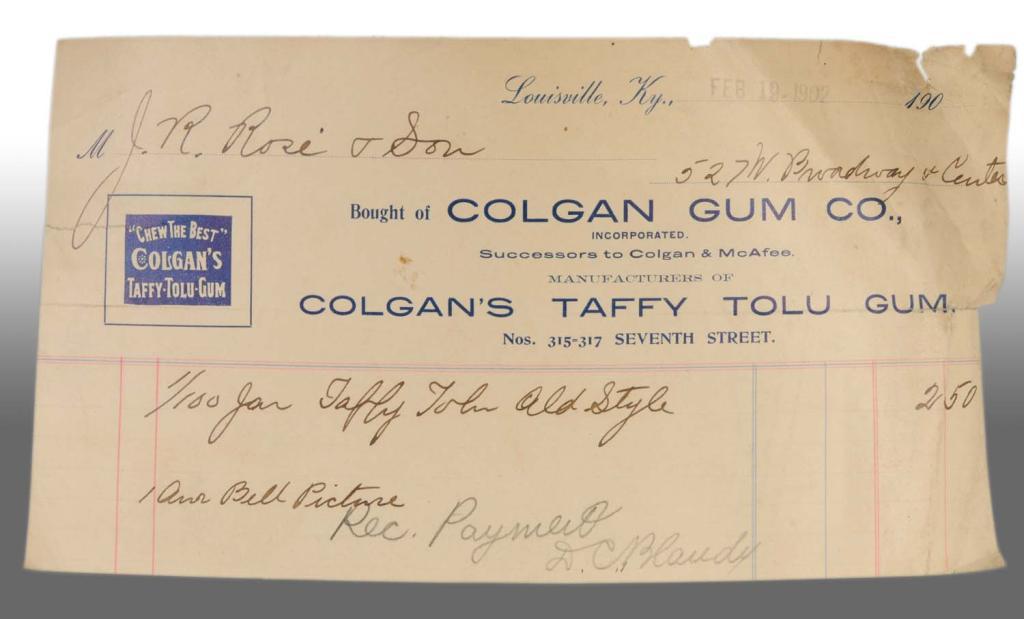 Louisville, Ky., FEB 19 1902 190
M J. R. Rose & Son
527 W. Broadway & Center
Bought of COLGAN GUM CO.,
INCORPORATED.
Successors to Colgan & McAfee.
MANUFACTURERS OF
COLGAN'S TAFFY TOLU GUM.
Nos. 315-317 SEVENTH STREET.
"CHEW THE BEST"
COLGAN'S
TAFFY-TOLU-GUM
1/100 Jar Taffy Tolu Old Style 2 50
1 Bell Picture
Rec. Payment
D. C.